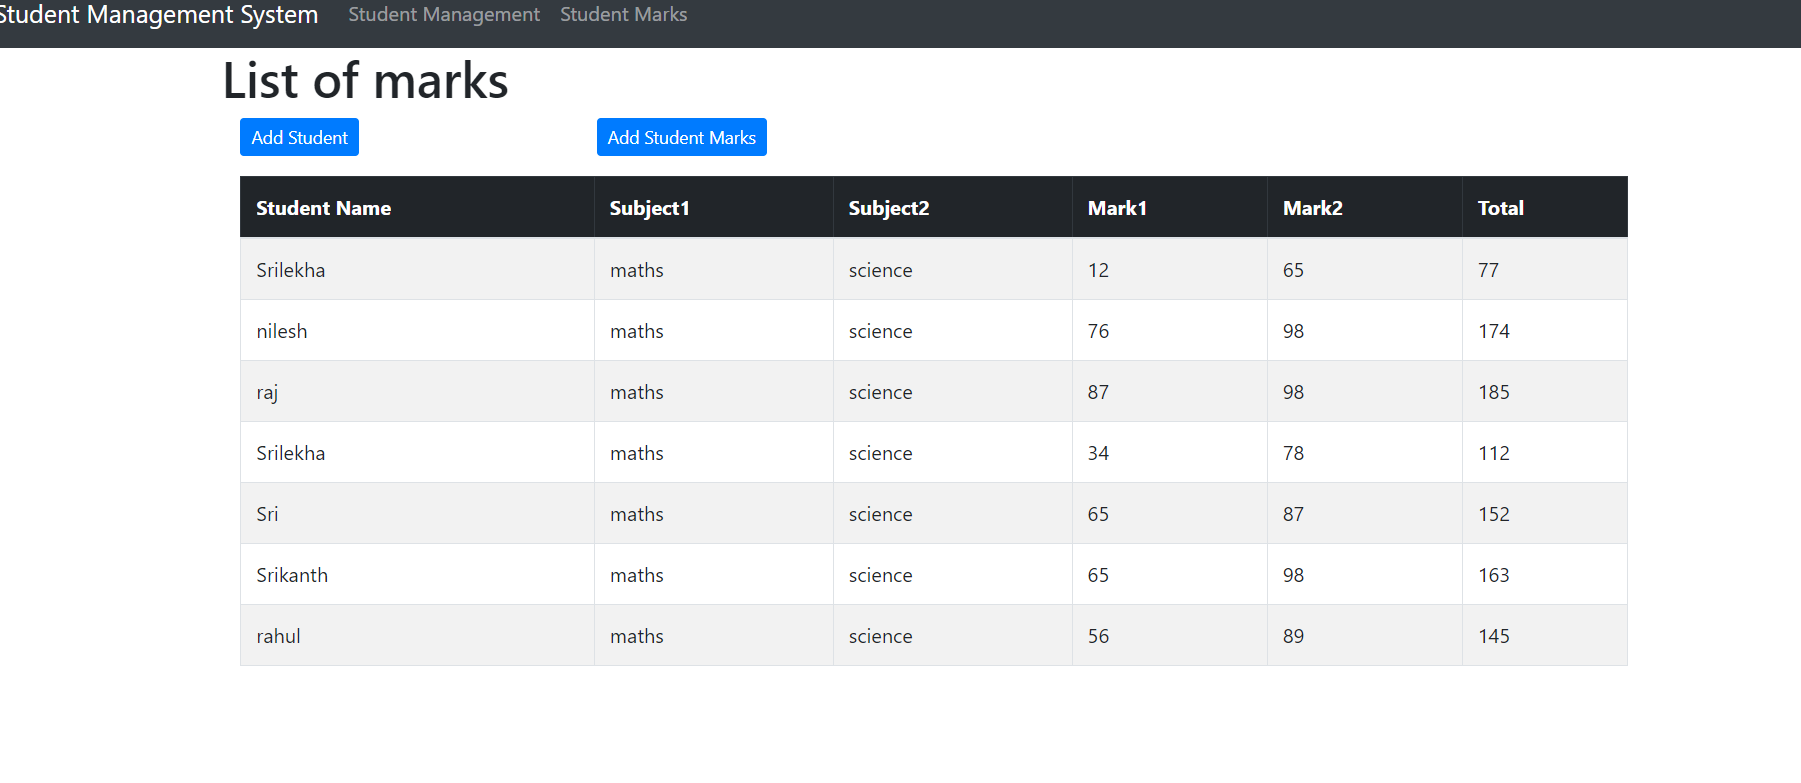 Student Management System Student Management Student Marks
List of marks
Add Student Add Student Marks
Student Name Subject1 Subject2 Mark1 Mark2 Total
Srilekha maths science 12 65 77
nilesh maths science 76 98 174
raj maths science 87 98 185
Srilekha maths science 34 78 112
Sri maths science 65 87 152
Srikanth maths science 65 98 163
rahul maths science 56 89 145